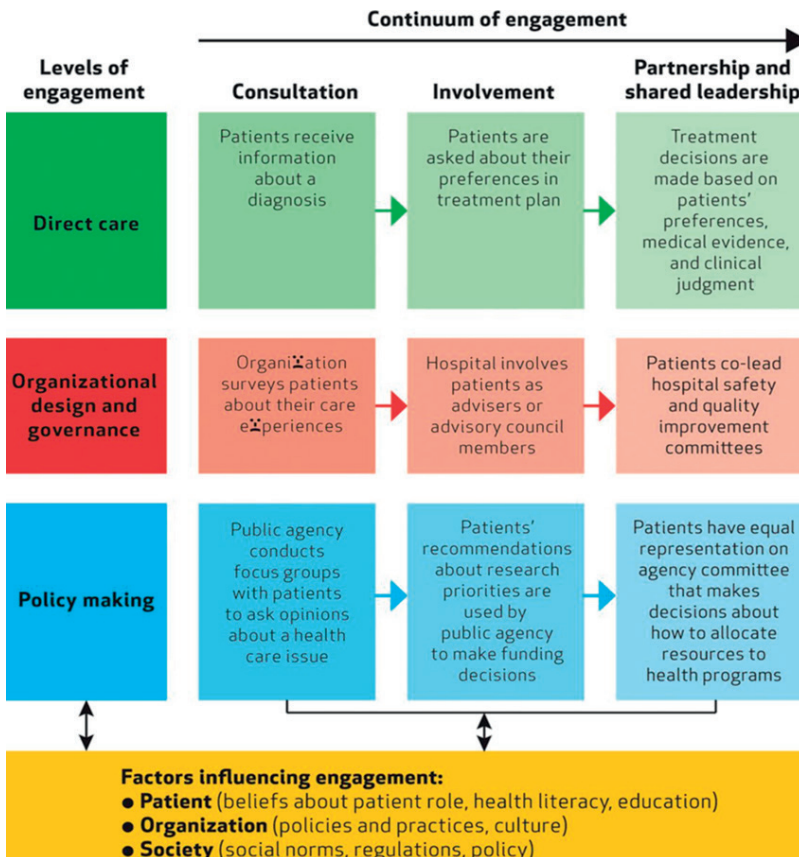 Continuum of engagement
Levels of
engagement
Consultation
Involvement
Partnership and
shared leadership
Direct care
Patients receive
information
about a
diagnosis
Patients are
asked about their
preferences in
treatment plan
Treatment
decisions are
made based on
patients'
preferences,
medical evidence,
and clinical
judgment
Organizational
design and
governance
surveys patients
about their care
Hospital involves
patients as
advisers or
advisory council
members
Patients co-lead
hospital safety
and quality
improvement
committees
Policy making
Public agency
conducts
focus groups
with patients
to ask opinions
about a health
care issue
Patients'
recommendations
about research
priorities are
used by
public agency
to make funding
decisions
Patients have equal
representation on
agency committee
that makes
decisions about
how to allocate
resources to
health programs
Factors influencing engagement:
● Patient (beliefs about patient role, health literacy, education)
● Organization (policies and practices, culture)
● Society (social norms, regulations, policy)